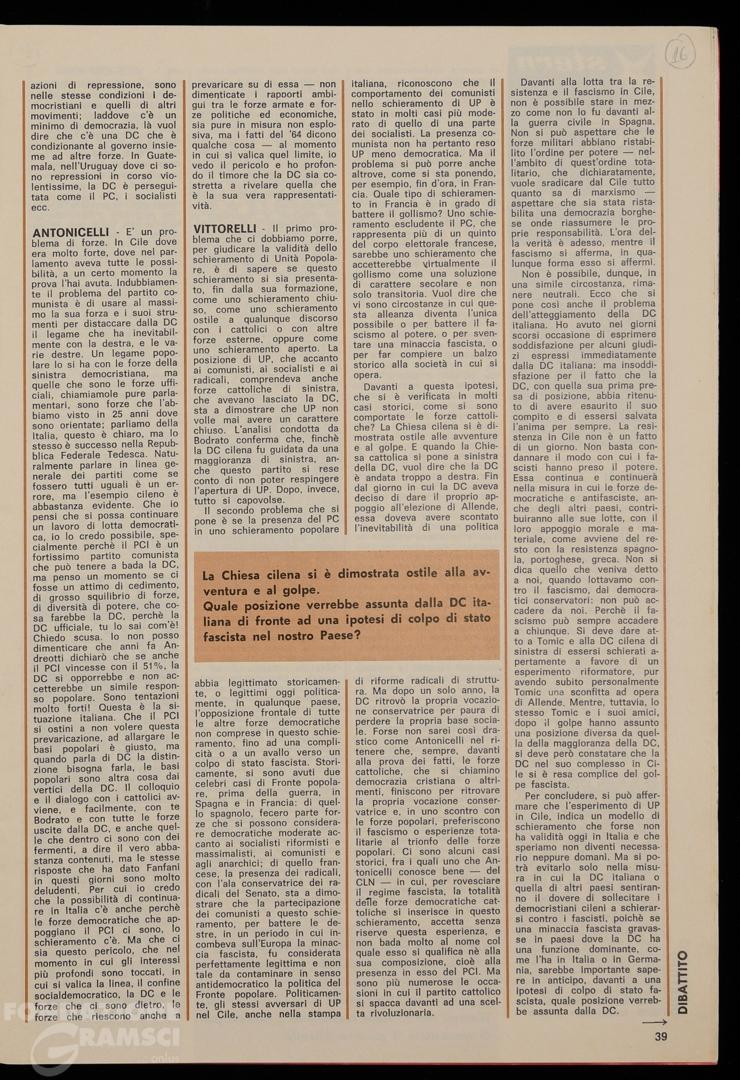 16
azioni di repressione, sono
nelle stesse condizioni i de-
mocristiani e quelli di altri
movimenti; laddove c'è un
minimo di democrazia, là vuol
dire che c'è una DC che è
condizionante al governo insie-
me ad altre forze. In Guate-
mala, nell'Uruguay dove ci so-
no repressioni in corso vio-
lentissime, la DC è persegui-
tata come il PC, i socialisti
ecc.
ANTONICELLI - E' un pro-
blema di forza. In Cile dove
era molto forte, dove nel par-
lamento aveva tutte le possi-
bilità, a un certo momento la
prova l'hai avuta. Indubbiamen-
te il problema del partito co-
munista è di usare al massi-
mo la sua forza e i suoi stru-
menti per distaccare dalla DC
il legame che ha inevitabil-
mente con la destra, e le va-
rie destre. Un legame popo-
lare lo si ha con le forze della
sinistra democristiana, ma
quelle che sono le forze uffi-
ciali, chiamiamole pure parla-
mentari, sono forze che l'ab-
biamo visto in 25 anni dove
sono orientate; parliamo della
Italia, questo è chiaro, ma lo
stesso è successo nella Repub-
blica Federale Tedesca. Natu-
ralmente parlare in linea ge-
nerale dei partiti come se
fossero tutti uguali è un er-
rore, ma l'esempio cileno è
abbastanza evidente. Che io
pensi che si possa continuare
un lavoro di lotta democrati-
ca, io lo credo possibile, spe-
cialmente perchè il PCI è un
fortissimo partito comunista
che può tenere a bada la DC,
ma penso un momento se ci
fosse un attimo di cedimento,
di grosso squilibrio di forze,
di diversità di potere, che co-
sa farebbe la DC, perchè la
DC ufficiale, tu lo sai com'è!
Chiedo scusa. Io non posso
dimenticare che anni fa An-
dreotti dichiarò che se anche
il PCI vincesse con il 51%, la
DC si opporrebbe e non ac-
cetterebbe un simile respon-
so popolare. Sono tentazioni
molto forti! Questa è la si-
tuazione italiana. Che il PCI
si ostini a non volere questa
prevaricazione, ad allargare le
basi popolari è giusto, ma
quando parla di DC la distin-
zione bisogna farla, le basi
popolari sono altra cosa dai
vertici della DC. Il colloquio
e il dialogo con i cattolici av-
viene, e facilmente, con te
Bodrato e con tutte le forze
uscite dalla DC, e anche quel-
le che dentro ci sono con dei
fermenti, a dire il vero abba-
stanza contenuti, ma le stesse
risposte che ha dato Fanfani
in questi giorni sono molto
deludenti. Per cui io credo
che la possibilità di continua-
re in Italia c'è anche perchè
le forze democratiche che ap-
poggiano il PCI ci sono, lo
schieramento c'è. Ma che ci
sia questo pericolo, che nel
momento in cui gli interessi
più profondi sono toccati, in
cui si valica la linea, il confine
socialdemocratico, la DC e le
forze che ci sono dietro, le
forze che riescono anche a
prevaricare su di essa — non
dimenticate i rapoorti ambi-
gui tra le forze armate e for-
ze politiche ed economiche,
sia pure in misura non esplo-
siva, ma i fatti del '64 dicono
qualche cosa — al momento
in cui si valica quel limite, io
vedo il pericolo e ho profon-
do il timore che la DC sia co-
stretta a rivelare quella che
è la sua vera rappresentati-
vità.
VITTORELLI - Il primo pro-
blema che ci dobbiamo porre,
per giudicare la validità dello
schieramento di Unità Popola-
re, è di sapere se questo
schieramento si sia presenta-
to, fin dalla sua formazione,
come uno schieramento chiu-
so, come uno schieramento
ostile a qualunque discorso
con i cattolici o con altre
forze esterne, oppure come
uno schieramento aperto. La
posizione di UP, che accanto
ai comunisti, ai socialisti e ai
radicali, comprendeva anche
forze cattoliche di sinistra,
che avevano lasciato la DC,
sta a dimostrare che UP non
volle mai avere un carattere
chiuso. L'analisi condotta da
Bodrato conferma che, finchè
la DC cilena fu guidata da una
maggioranza di sinistra, an-
che questo partito si rese
conto di non poter respingere
l'apertura di UP. Dopo, invece,
tutto si capovolse.
Il secondo problema che si
pone è se la presenza del PC
in uno schieramento popolare
italiana, riconoscono che il
comportamento dei comunisti
nello schieramento di UP è
stato in molti casi più mode-
rato di quello di una parte
dei socialisti. La presenza co-
munista non ha pertanto reso
UP meno democratica. Ma il
problema si può porre anche
altrove, come si sta ponendo,
per esempio, fin d'ora, in Fran-
cia. Quale tipo di schieramen-
to in Francia è in grado di
battere il gollismo? Uno schie-
ramento escludente il PC, che
rappresenta più di un quinto
del corpo elettorale francese,
sarebbe uno schieramento che
accetterebbe virtualmente il
gollismo come una soluzione
di carattere secolare e non
solo transitoria. Vuol dire che
vi sono circostanze in cui que-
sta alleanza diventa l'unica
possibile o per battere il fa-
scismo al potere, o per sven-
tare una minaccia fascista, o
per far compiere un balzo
storico alla società in cui si
opera.
Davanti a questa ipotesi,
che si è verificata in molti
casi storici, come si sono
comportate le forze cattoli-
che? La Chiesa cilena si è di-
mostrata ostile alle avventure
e al golpe. E quando la Chie-
sa cattolica si pone a sinistra
della DC, vuol dire che la DC
è andata troppo a destra. Fin
dal giorno in cui la DC aveva
deciso di dare il proprio ap-
poggio all'elezione di Allende,
essa doveva avere scontato
l'inevitabilità di una politica
La Chiesa cilena si è dimostrata ostile alla av-
ventura e al golpe.
Quale posizione verrebbe assunta dalla DC ita-
liana di fronte ad una ipotesi di colpo di stato
fascista nel nostro Paese?
abbia legittimato storicamen-
te, o legittimi oggi politica-
mente, in qualunque paese,
l'opposizione frontale di tutte
le altre forze democratiche
non comprese in questo schie-
ramento, fino ad una compli-
cità o a un avallo verso un
colpo di stato fascista. Stori-
camente, si sono avuti due
celebri casi di Fronte popola-
re, prima della guerra, in
Spagna e in Francia: di quel-
lo spagnolo, fecero parte for-
ze che si possono considera-
re democratiche moderate ac-
canto ai socialisti riformisti e
massimalisti, ai comunisti e
agli anarchici; di quello fran-
cese, la presenza dei radicali,
con l'ala conservatrice dei ra-
dicali del Senato, sta a dimo-
strare che la partecipazione
dei comunisti a questo schie-
ramento, per battere le de-
stre, in un periodo in cui in-
combeva sull'Europa la minac-
cia fascista, fu considerata
perfettamente legittima e non
tale da contaminare in senso
antidemocratico la politica del
Fronte popolare. Politicamen-
te, gli stessi avversari di UP
nel Cile, anche nella stampa
di riforme radicali di struttu-
ra. Ma dopo un solo anno, la
DC ritrovò la propria vocazio-
ne conservatrice per paura di
perdere la propria base socia-
le. Forse non sarei così dra-
stico come Antonicelli nel ri-
tenere che, sempre, davanti
alla prova dei fatti, le forze
cattoliche, che si chiamino
democrazia cristiana o altri-
menti, finiscono per ritrovare
la propria vocazione conser-
vatrice e, in uno scontro con
le forze popolari, preferiscono
il fascismo o esperienze tota-
litarie al trionfo delle forze
popolari. Ci sono alcuni casi
storici, fra i quali uno che An-
tonicelli conosce bene — del
CLN — in cui, per rovesciare
il regime fascista, la totalità
delle forze democratiche cat-
toliche si inserisce in questo
schieramento, accetta senza
riserve questa esperienza, e
non bada molto al nome col
quale esso si qualifica nè alla
sua composizione, cioè alla
presenza in esso del PCI. Ma
sono più numerose le occa-
sioni in cui il partito cattolico
si spacca davanti ad una scel-
ta rivoluzionaria.
Davanti alla lotta tra la re-
sistenza e il fascismo in Cile,
non è possibile stare in mez-
zo come non lo fu davanti al-
la guerra civile in Spagna.
Non si può aspettare che le
forze militari abbiano ristabi-
lito l'ordine per potere — nel-
l'ambito di quest'ordine tota-
litario, che dichiaratamente,
vuole sradicare dal Cile tutto
quanto sa di marxismo —
aspettare che sia stata rista-
bilita una democrazia borghe-
se onde riassumere le pro-
prie responsabilità. L'ora del-
la verità è adesso, mentre il
fascismo si afferma, in qua-
lunque forma esso si affermi.
Non è possibile, dunque, in
una simile circostanza, rima-
nere neutrali. Ecco che si
pone così anche il problema
dell'atteggiamento della DC
italiana. Ho avuto nei giorni
scorsi occasione di esprimere
soddisfazione per alcuni giudi-
zi espressi immediatamente
dalla DC italiana: ma insoddi-
sfazione per il fatto che la
DC, con quella sua prima pre-
sa di posizione, abbia ritenu-
to di avere esaurito il suo
compito e di essersi salvata
l'anima per sempre. La resi-
stenza in Cile non è un fatto
di un giorno. Non basta con-
dannare il modo con cui i fa-
scisti hanno preso il potere.
Essa continua e continuerà
nella misura in cui le forze de-
mocratiche e antifasciste, an-
che degli altri paesi, contri-
buiranno alle sue lotte, con il
loro appoggio morale e ma-
teriale, come avviene del re-
sto con la resistenza spagno-
la, portoghese, greca. Non si
dica quello che veniva detto
a noi, quando lottavamo con-
tro il fascismo, dai democra-
tici conservatori: non può ac-
cadere da noi. Perchè il fa-
scismo può sempre accadere
a chiunque. Si deve dare at-
to a Tomic e alla DC cilena di
sinistra di essersi schierati a-
pertamente a favore di un
esperimento riformatore, pur
avendo subito personalmente
Tomic una sconfitta ad opera
di Allende. Mentre, tuttavia, lo
stesso Tomic e i suoi amici,
dopo il golpe hanno assunto
una posizione diversa da quel-
la della maggioranza della DC,
si deve però constatare che la
DC nel suo complesso in Ci-
le si è resa complice del gol-
pe fascista.
Per concludere, si può affer-
mare che l'esperimento di UP
in Cile, indica un modello di
schieramento che forse non
ha validità oggi in Italia e che
speriamo non diventi necessa-
rio neppure domani. Ma si po-
trà evitarlo solo nella misu-
ra in cui la DC italiana o
quella di altri paesi sentiran-
no il dovere di sollecitare i
democristiani cileni a schierar-
si contro i fascisti, poichè se
una minaccia fascista gravas-
se in paesi dove la DC ha
una funzione dominante, co-
me l'ha in Italia o in Germa-
nia, sarebbe importante sape-
re in anticipo, davanti a una
ipotesi di colpo di stato fa-
scista, quale posizione verreb-
be assunta dalla DC.
DIBATTITO
39
GRAMSCI
onlus